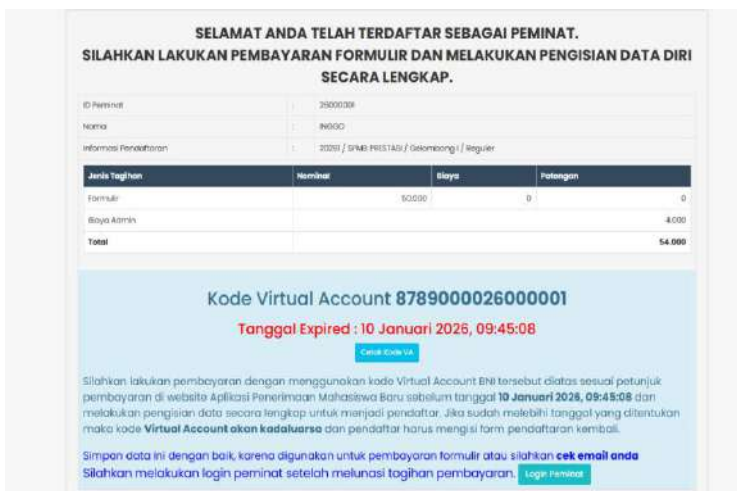 SELAMAT ANDA TELAH TERDAFTAR SEBAGAI PEMINAT.
SILAHKAN LAKUKAN PEMBAYARAN FORMULIR DAN MELAKUKAN PENGISIAN DATA DIRI
SECARA LENGKAP.
ID Peminat :
Nama : INGGO
Informasi Pendaftaran : 20261 / SPMB PRESTASI / Gelombang I / Reguler
Jenis Tagihan Nominal Biaya Potongan
Formulir 50.000 0 0
Biaya Admin 4.000
Total 54.000
Kode Virtual Account 8789000026000001
Tanggal Expired : 10 Januari 2026, 09:45:08
Cetak Kode VA
Silahkan lakukan pembayaran dengan menggunakan kode Virtual Account BNI tersebut diatas sesuai petunjuk
pembayaran di website Aplikasi Penerimaan Mahasiswa Baru sebelum tanggal 10 Januari 2026, 09:45:08 dan
melakukan pengisian data secara lengkap untuk menjadi pendaftar. Jika sudah melebihi tanggal yang ditentukan
maka kode Virtual Account akan kadaluarsa dan pendaftar harus mengisi form pendaftaran kembali.
Simpan data ini dengan baik, karena digunakan untuk pembayaran formulir atau silahkan cek email anda
Silahkan melakukan login peminat setelah melunasi tagihan pembayaran. Login Peminat